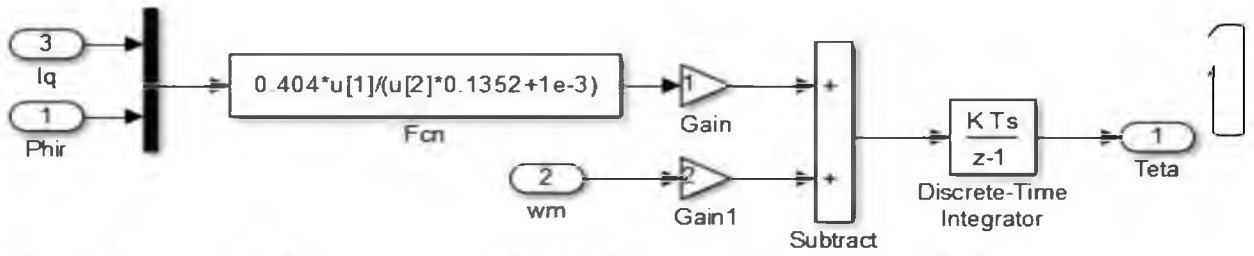 3
Iq
1
Phir
0.404*u[1]/(u[2]*0.1352+1e-3)
Fcn
1
Gain
2
wm
2
Gain1
+
+
Subtract
K Ts
z-1
Discrete-Time
Integrator
1
Teta